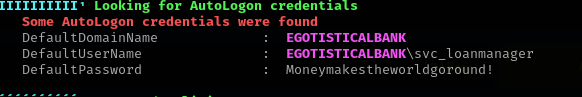 Looking for AutoLogon credentials
Some AutoLogon credentials were found
DefaultDomainName : EGOTISTICALBANK
DefaultUserName : EGOTISTICALBANK\svc_loanmanager
DefaultPassword : Moneymakestheworldgoround!